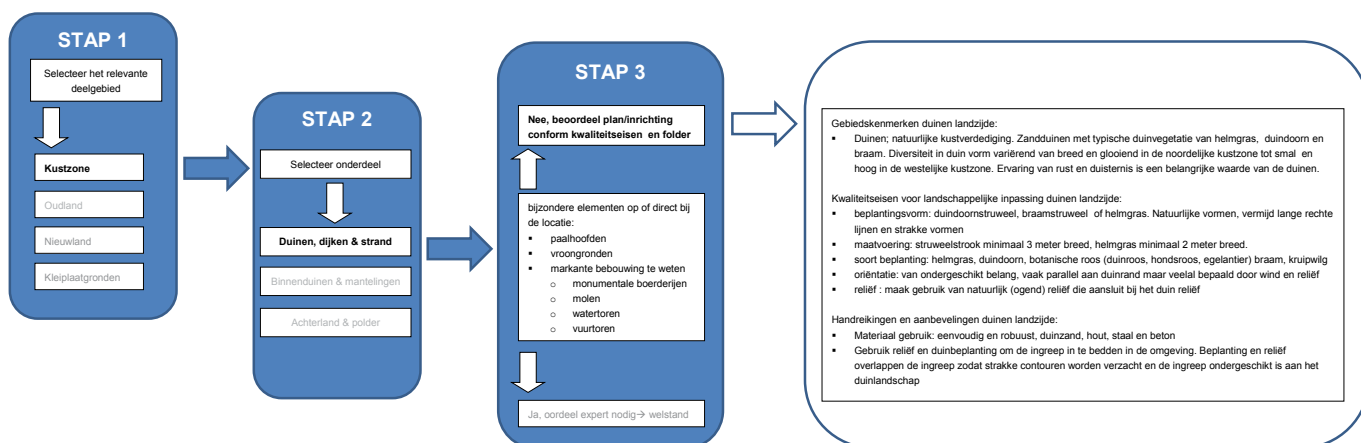 STAP 1
Selecteer het relevante
deelgebied
Kustzone
Oudland
Nieuwland
Kleiplaatgronden
STAP 2
Selecteer onderdeel
Duinen, dijken & strand
Binnenduinen & mantelingen
Achterland & polder
STAP 3
Nee, beoordeel plan/inrichting
conform kwaliteitseisen en folder
bijzondere elementen op of direct bij
de locatie:
▪ paalhoofden
▪ vroongronden
▪ markante bebouwing te weten
o monumentale boerderijen
o molen
o watertoren
o vuurtoren
Ja, oordeel expert nodig→ welstand
Gebiedskenmerken duinen landzijde:
▪ Duinen; natuurlijke kustverdediging. Zandduinen met typische duinvegetatie van helmgras, duindoorn en
braam. Diversiteit in duin vorm variërend van breed en glooiend in de noordelijke kustzone tot smal en
hoog in de westelijke kustzone. Ervaring van rust en duisternis is een belangrijke waarde van de duinen.
Kwaliteitseisen voor landschappelijke inpassing duinen landzijde:
▪ beplantingsvorm: duindoornstruweel, braamstruweel of helmgras. Natuurlijke vormen, vermijd lange rechte
lijnen en strakke vormen
▪ maatvoering: struweelstrook minimaal 3 meter breed, helmgras minimaal 2 meter breed.
▪ soort beplanting: helmgras, duindoorn, botanische roos (duinroos, hondsroos, egelantier) braam, kruipwilg
▪ oriëntatie: van ondergeschikt belang, vaak parallel aan duinrand maar veelal bepaald door wind en reliëf
▪ reliëf : maak gebruik van natuurlijk (ogend) reliëf die aansluit bij het duin reliëf
Handreikingen en aanbevelingen duinen landzijde:
▪ Materiaal gebruik: eenvoudig en robuust, duinzand, hout, staal en beton
▪ Gebruik reliëf en duinbeplanting om de ingreep in te bedden in de omgeving. Beplanting en reliëf
overlappen de ingreep zodat strakke contouren worden verzacht en de ingreep ondergeschikt is aan het
duinlandschap